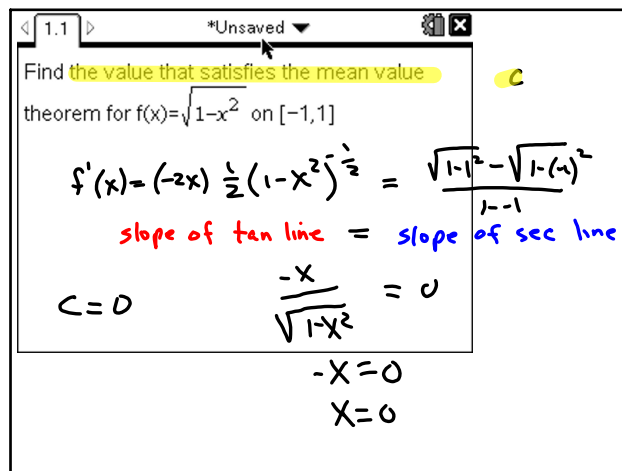 1.1 *Unsaved
Find the value that satisfies the mean value c
theorem for f(x)=√1−x² on [−1,1]
f'(x) = (-2x) 1/2 (1-x²)^-1/2 = (√1-1² - √1-(-1)²)/(1--1)
slope of tan line = slope of sec line
c=0 -x/√1-x² = 0
-x=0
x=0